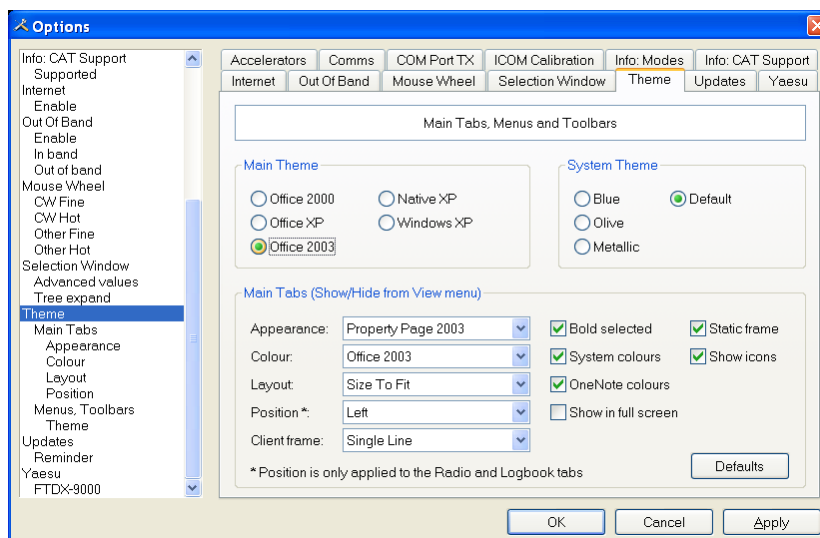 Options
Info: CAT Support
Supported
Internet
Enable
Out Of Band
Enable
In band
Out of band
Mouse Wheel
CW Fine
CW Hot
Other Fine
Other Hot
Selection Window
Advanced values
Tree expand
Theme
Main Tabs
Appearance
Colour
Layout
Position
Menus, Toolbars
Theme
Updates
Reminder
Yaesu
FTDX-9000
Accelerators Comms COM Port TX ICOM Calibration Info: Modes Info: CAT Support
Internet Out Of Band Mouse Wheel Selection Window Theme Updates Yaesu
Main Tabs, Menus and Toolbars
Main Theme
Office 2000 Native XP
Office XP Windows XP
Office 2003
System Theme
Blue Default
Olive
Metallic
Main Tabs (Show/Hide from View menu)
Appearance: Property Page 2003 Bold selected Static frame
Colour: Office 2003 System colours Show icons
Layout: Size To Fit OneNote colours
Position *: Left Show in full screen
Client frame: Single Line
* Position is only applied to the Radio and Logbook tabs
Defaults
OK Cancel Apply